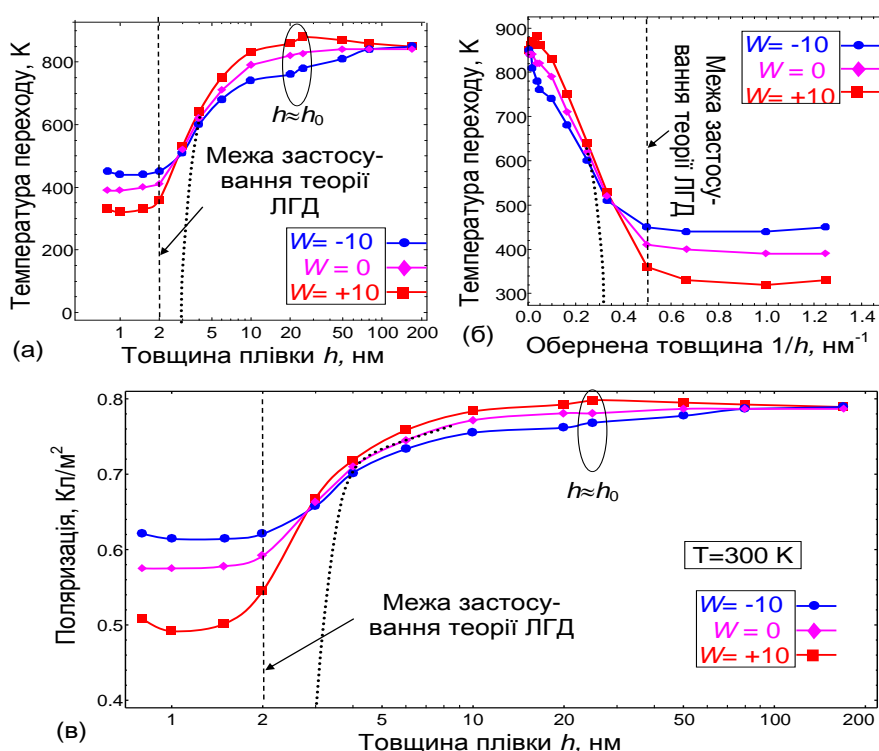 Температура переходу, К
800
600
400
200
0
h≈h0
Межа застосу-
вання теорії
ЛГД
W= -10
W = 0
W= +10
1
2
5
10
20
50
100
200
(а)
Товщина плівки h, нм
Температура переходу, К
900
800
700
600
500
400
300
Межа застосу-
вання теорії
ЛГД
W= -10
W= 0
W= +10
0.0
0.2
0.4
0.6
0.8
1.0
1.2
1.4
(б)
Обернена товщина 1/h, нм-1
Поляризація, Кл/м2
0.8
0.7
0.6
0.5
0.4
h≈h0
T=300 K
Межа застосу-
вання теорії ЛГД
W= -10
W = 0
W= +10
1
2
5
10
20
50
100
200
(в)
Товщина плівки h, нм